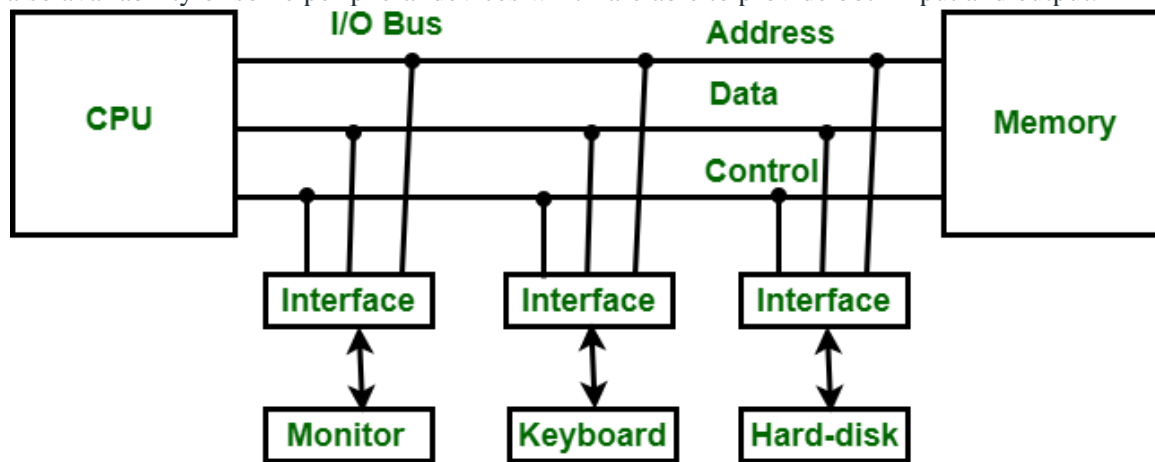 I/O Bus
Address
Data
CPU
Memory
Control
Interface Interface Interface
Monitor Keyboard Hard-disk